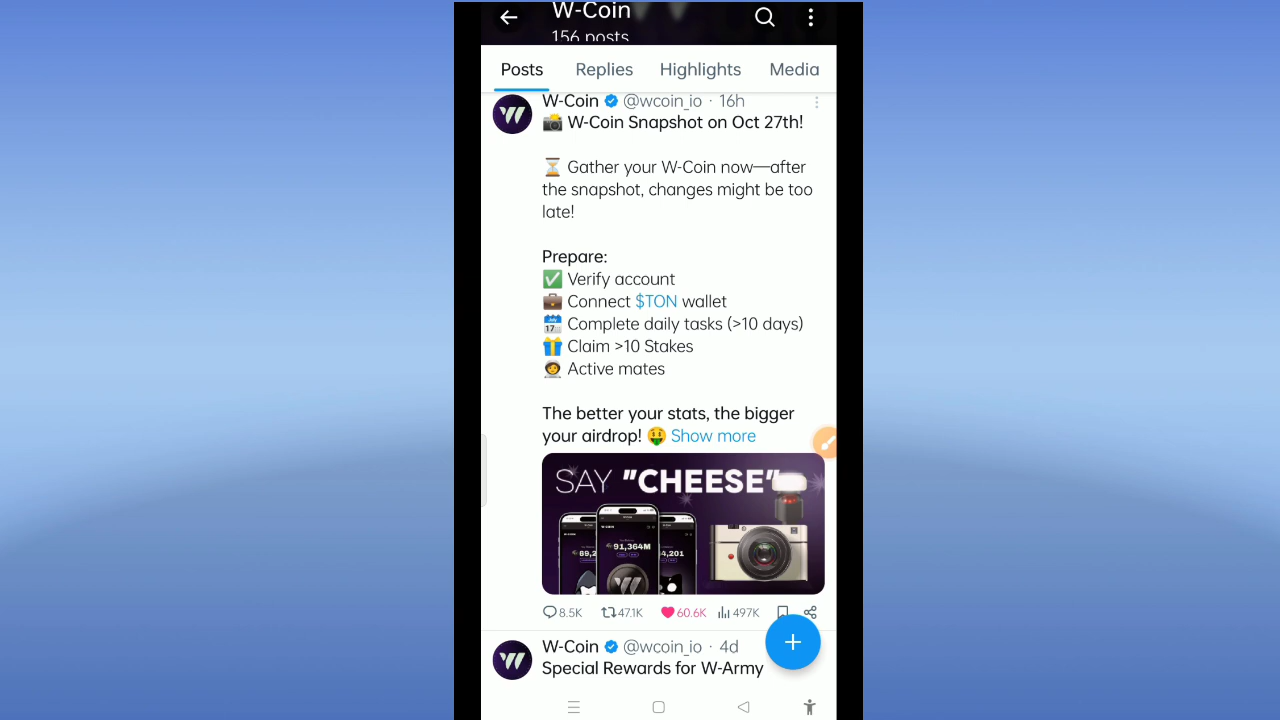 W-Coin
156 posts
Posts Replies Highlights Media
W-Coin @wcoin_io · 16h
📸 W-Coin Snapshot on Oct 27th!
⏳ Gather your W-Coin now—after
the snapshot, changes might be too
late!
Prepare:
✅ Verify account
💼 Connect $TON wallet
📅 Complete daily tasks (>10 days)
🎁 Claim >10 Stakes
🧑‍🚀 Active mates
The better your stats, the bigger
your airdrop! 🤑 Show more
SAY "CHEESE"
91,364M
8.5K 47.1K 60.6K 497K
W-Coin @wcoin_io · 4d
Special Rewards for W-Army